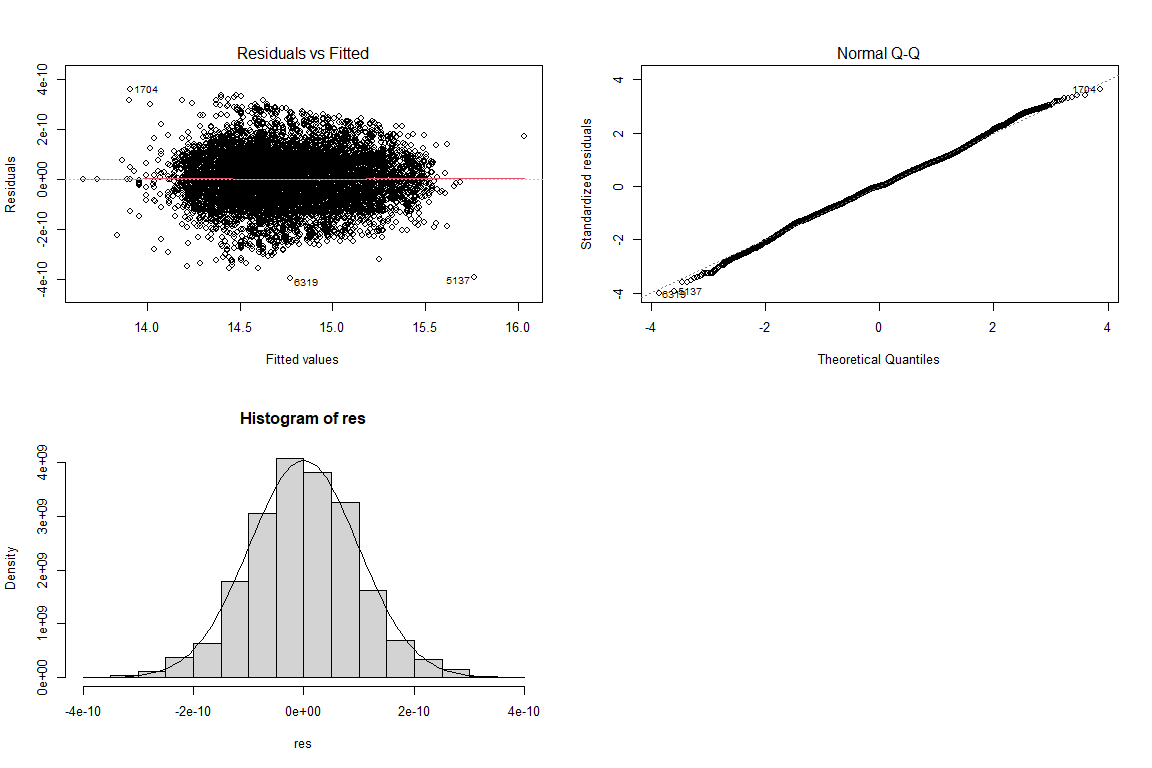 Residuals vs Fitted
4e-10
2e-10
0e+00
-2e-10
-4e-10
Residuals
1704
6319
5137
14.0 14.5 15.0 15.5 16.0
Fitted values
Normal Q-Q
4
2
0
-2
-4
Standardized residuals
1704
5137
6319
-4 -2 0 2 4
Theoretical Quantiles
Histogram of res
4e+09
3e+09
2e+09
1e+09
0e+00
Density
-4e-10 -2e-10 0e+00 2e-10 4e-10
res